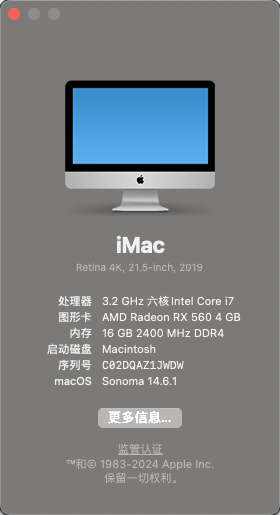 iMac
Retina 4K, 21.5-inch, 2019
处理器 3.2 GHz 六核Intel Core i7
图形卡 AMD Radeon RX 560 4 GB
内存 16 GB 2400 MHz DDR4
启动磁盘 Macintosh
序列号 C02DQAZ1JWDW
macOS Sonoma 14.6.1
更多信息...
监管认证
™和© 1983-2024 Apple Inc.
保留一切权利。